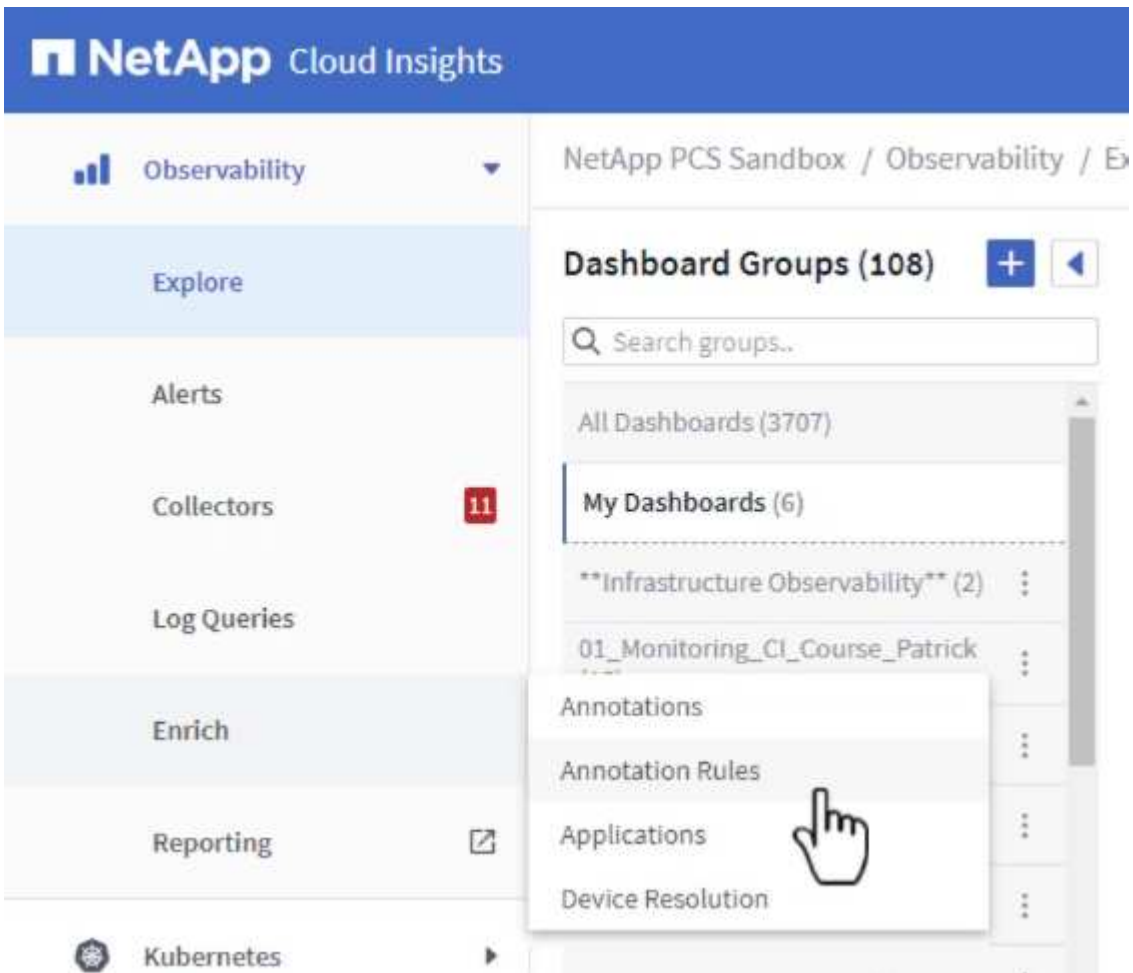 NetApp Cloud Insights
Observability
Explore
Alerts
Collectors
11
Log Queries
Enrich
Reporting
Kubernetes
NetApp PCS Sandbox / Observability / Ex
Dashboard Groups (108)
+
Search groups..
All Dashboards (3707)
My Dashboards (6)
**Infrastructure Observability** (2)
01_Monitoring_CI_Course_Patrick
Annotations
Annotation Rules
Applications
Device Resolution